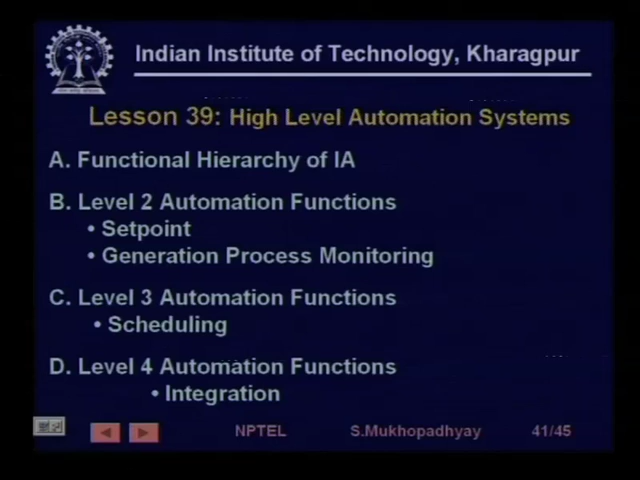 Indian Institute of Technology, Kharagpur
Lesson 39: High Level Automation Systems
A. Functional Hierarchy of IA
B. Level 2 Automation Functions
• Setpoint
• Generation Process Monitoring
C. Level 3 Automation Functions
• Scheduling
D. Level 4 Automation Functions
• Integration
NPTEL S.Mukhopadhyay 41/45